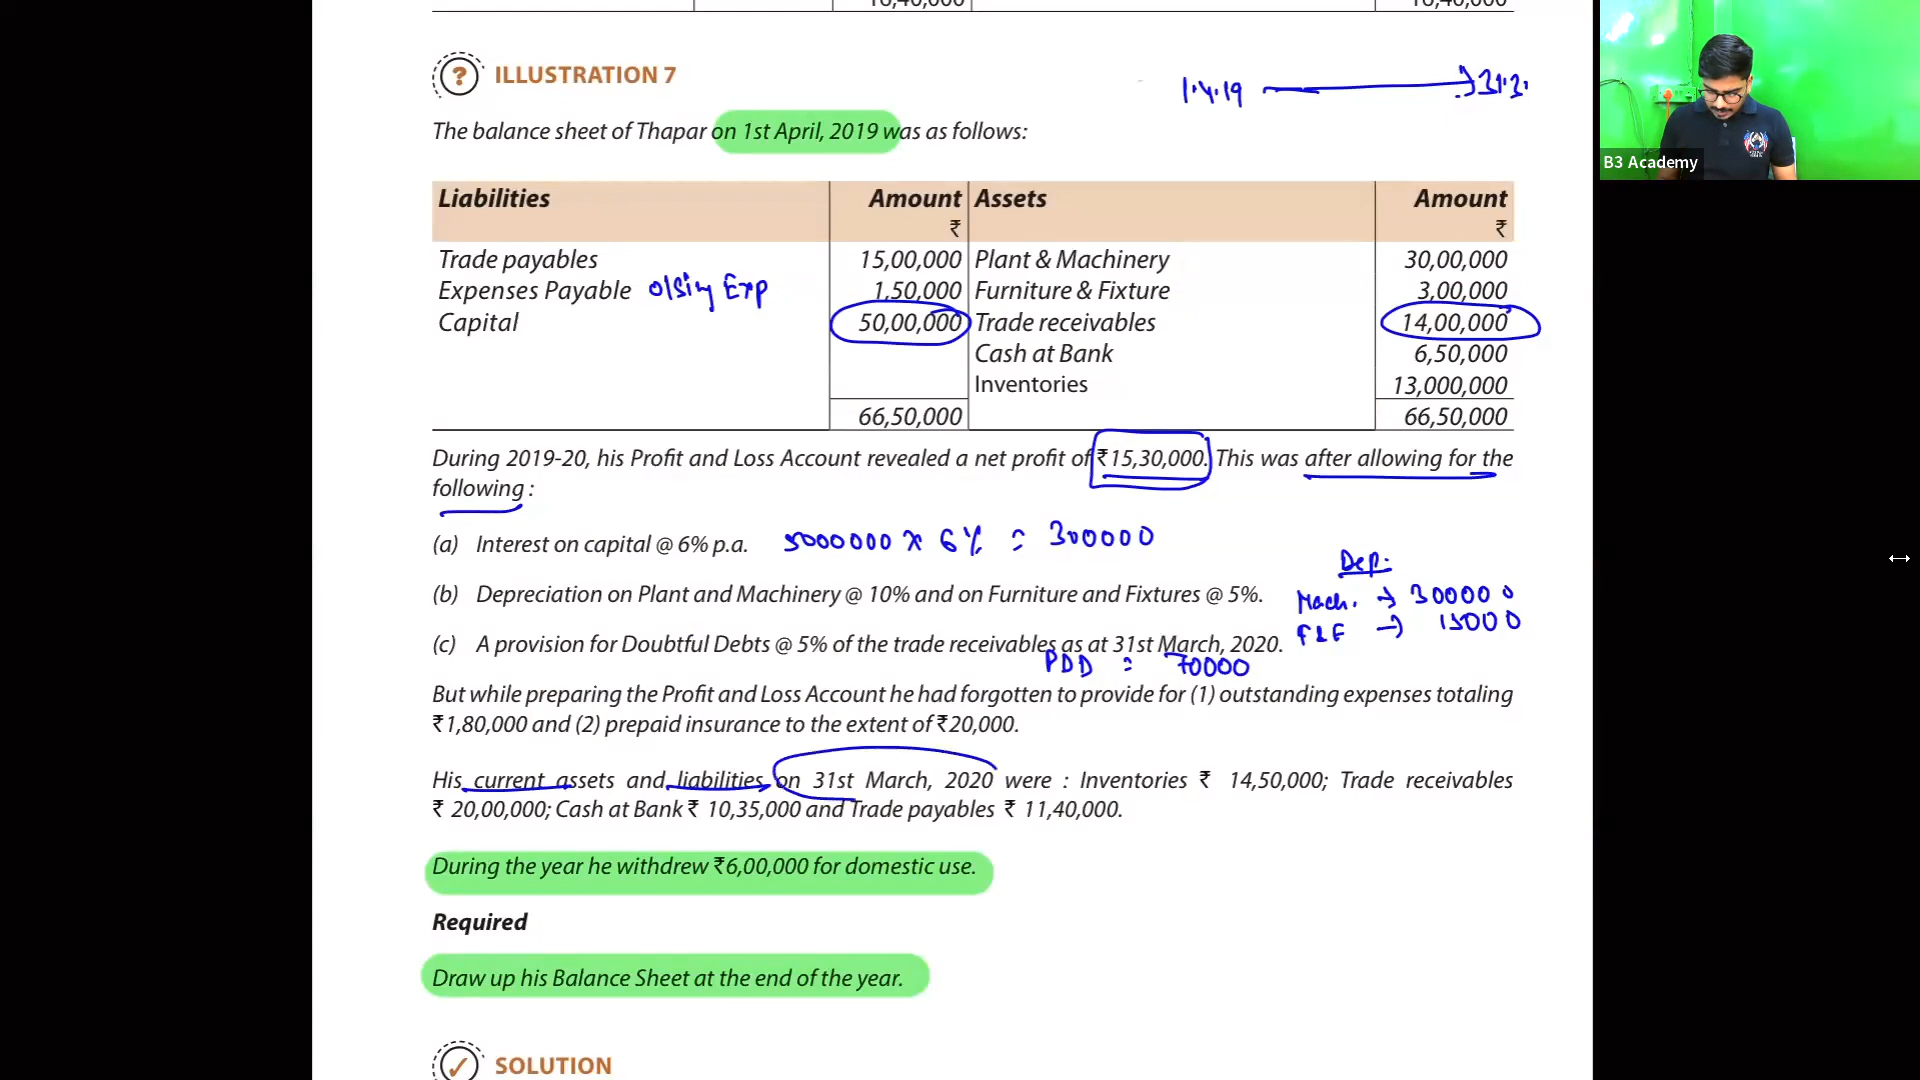 18,40,000 18,40,000
ILLUSTRATION 7
1.4.19 31.3.
The balance sheet of Thapar on 1st April, 2019 was as follows:
Liabilities Amount ₹ Assets Amount ₹
Trade payables 15,00,000 Plant & Machinery 30,00,000
Expenses Payable o/sing Exp 1,50,000 Furniture & Fixture 3,00,000
Capital 50,00,000 Trade receivables 14,00,000
Cash at Bank 6,50,000
Inventories 13,000,000
66,50,000 66,50,000
During 2019-20, his Profit and Loss Account revealed a net profit of ₹15,30,000. This was after allowing for the
following :
(a) Interest on capital @ 6% p.a. 5000000 x 6% = 300000
Dep:
(b) Depreciation on Plant and Machinery @ 10% and on Furniture and Fixtures @ 5%. Mach. → 300000
F&F → 15000
(c) A provision for Doubtful Debts @ 5% of the trade receivables as at 31st March, 2020.
PDD = 70000
But while preparing the Profit and Loss Account he had forgotten to provide for (1) outstanding expenses totaling
₹1,80,000 and (2) prepaid insurance to the extent of ₹20,000.
His current assets and liabilities on 31st March, 2020 were : Inventories ₹ 14,50,000; Trade receivables
₹ 20,00,000; Cash at Bank ₹ 10,35,000 and Trade payables ₹ 11,40,000.
During the year he withdrew ₹6,00,000 for domestic use.
Required
Draw up his Balance Sheet at the end of the year.
SOLUTION
B3 Academy